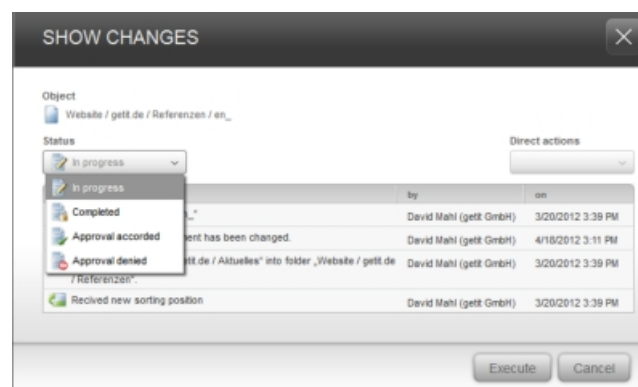 SHOW CHANGES
Object
Website / getit.de / Referenzen / en_
Status
Direct actions
In progress
In progress
by
on
Completed
_"
David Mahl (getit GmbH)
3/20/2012 3:39 PM
Approval accorded
ent has been changed.
David Mahl (getit GmbH)
4/18/2012 3:11 PM
Approval denied
etit.de / Aktuelles" into folder „Website / getit.de
David Mahl (getit GmbH)
3/20/2012 3:39 PM
/ Referenzen".
Recived new sorting position
David Mahl (getit GmbH)
3/20/2012 3:39 PM
Execute
Cancel